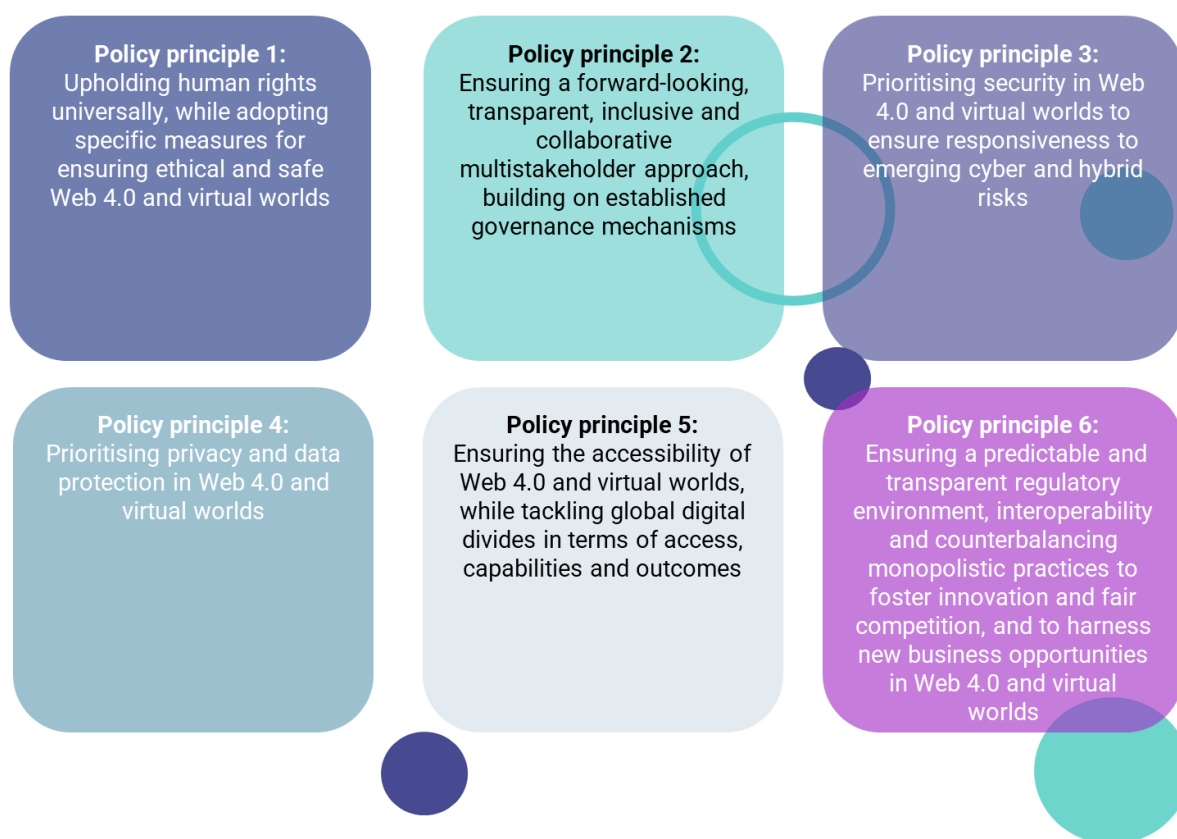 Policy principle 1:
Upholding human rights
universally, while adopting
specific measures for
ensuring ethical and safe
Web 4.0 and virtual worlds
Policy principle 2:
Ensuring a forward-looking,
transparent, inclusive and
collaborative
multistakeholder approach,
building on established
governance mechanisms
Policy principle 3:
Prioritising security in Web
4.0 and virtual worlds to
ensure responsiveness to
emerging cyber and hybrid
risks
Policy principle 4:
Prioritising privacy and data
protection in Web 4.0 and
virtual worlds
Policy principle 5:
Ensuring the accessibility of
Web 4.0 and virtual worlds,
while tackling global digital
divides in terms of access,
capabilities and outcomes
Policy principle 6:
Ensuring a predictable and
transparent regulatory
environment, interoperability
and counterbalancing
monopolistic practices to
foster innovation and fair
competition, and to harness
new business opportunities
in Web 4.0 and virtual
worlds